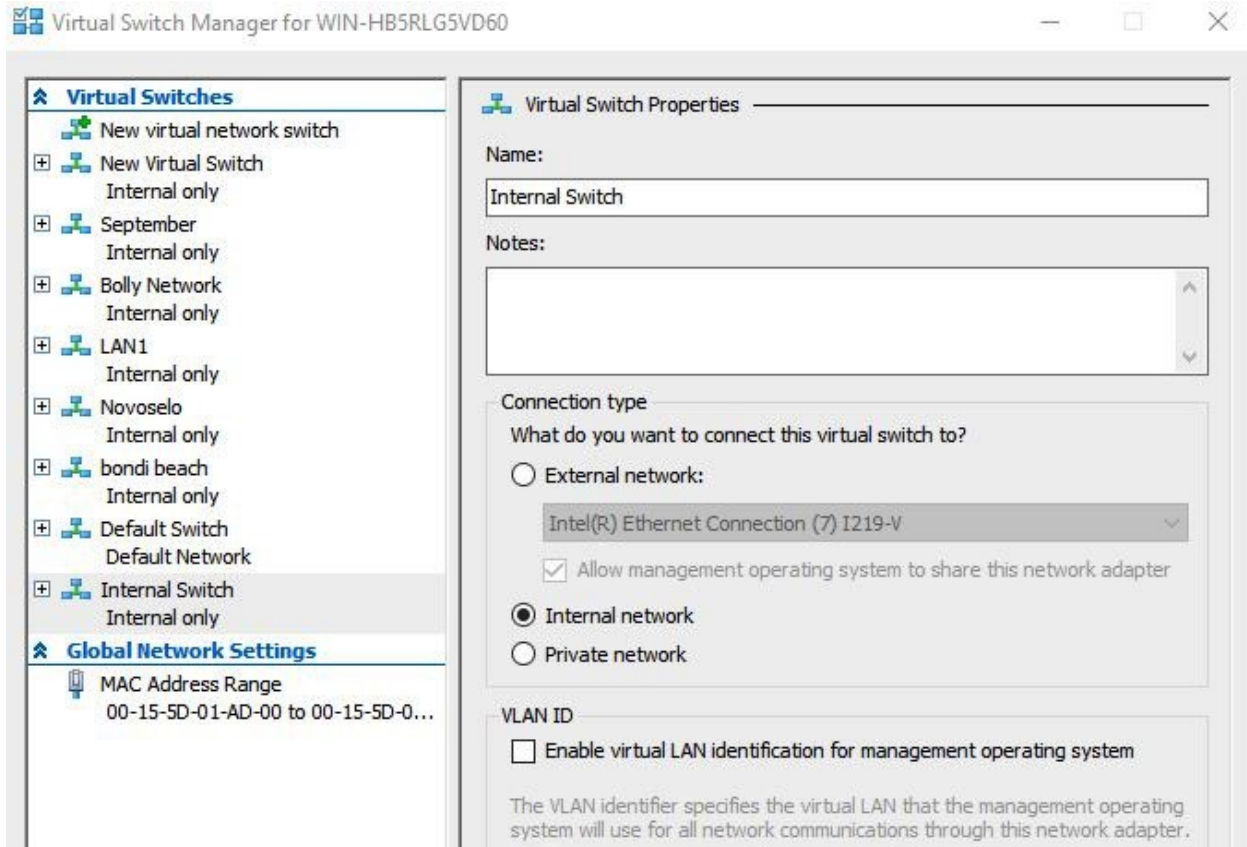 Virtual Switch Manager for WIN-HB5RLG5VD60
Virtual Switches
New virtual network switch
New Virtual Switch
Internal only
September
Internal only
Bolly Network
Internal only
LAN1
Internal only
Novoselo
Internal only
bondi beach
Internal only
Default Switch
Default Network
Internal Switch
Internal only
Global Network Settings
MAC Address Range
00-15-5D-01-AD-00 to 00-15-5D-0...
Virtual Switch Properties
Name:
Internal Switch
Notes:
Connection type
What do you want to connect this virtual switch to?
External network:
Intel(R) Ethernet Connection (7) I219-V
Allow management operating system to share this network adapter
Internal network
Private network
VLAN ID
Enable virtual LAN identification for management operating system
The VLAN identifier specifies the virtual LAN that the management operating
system will use for all network communications through this network adapter.